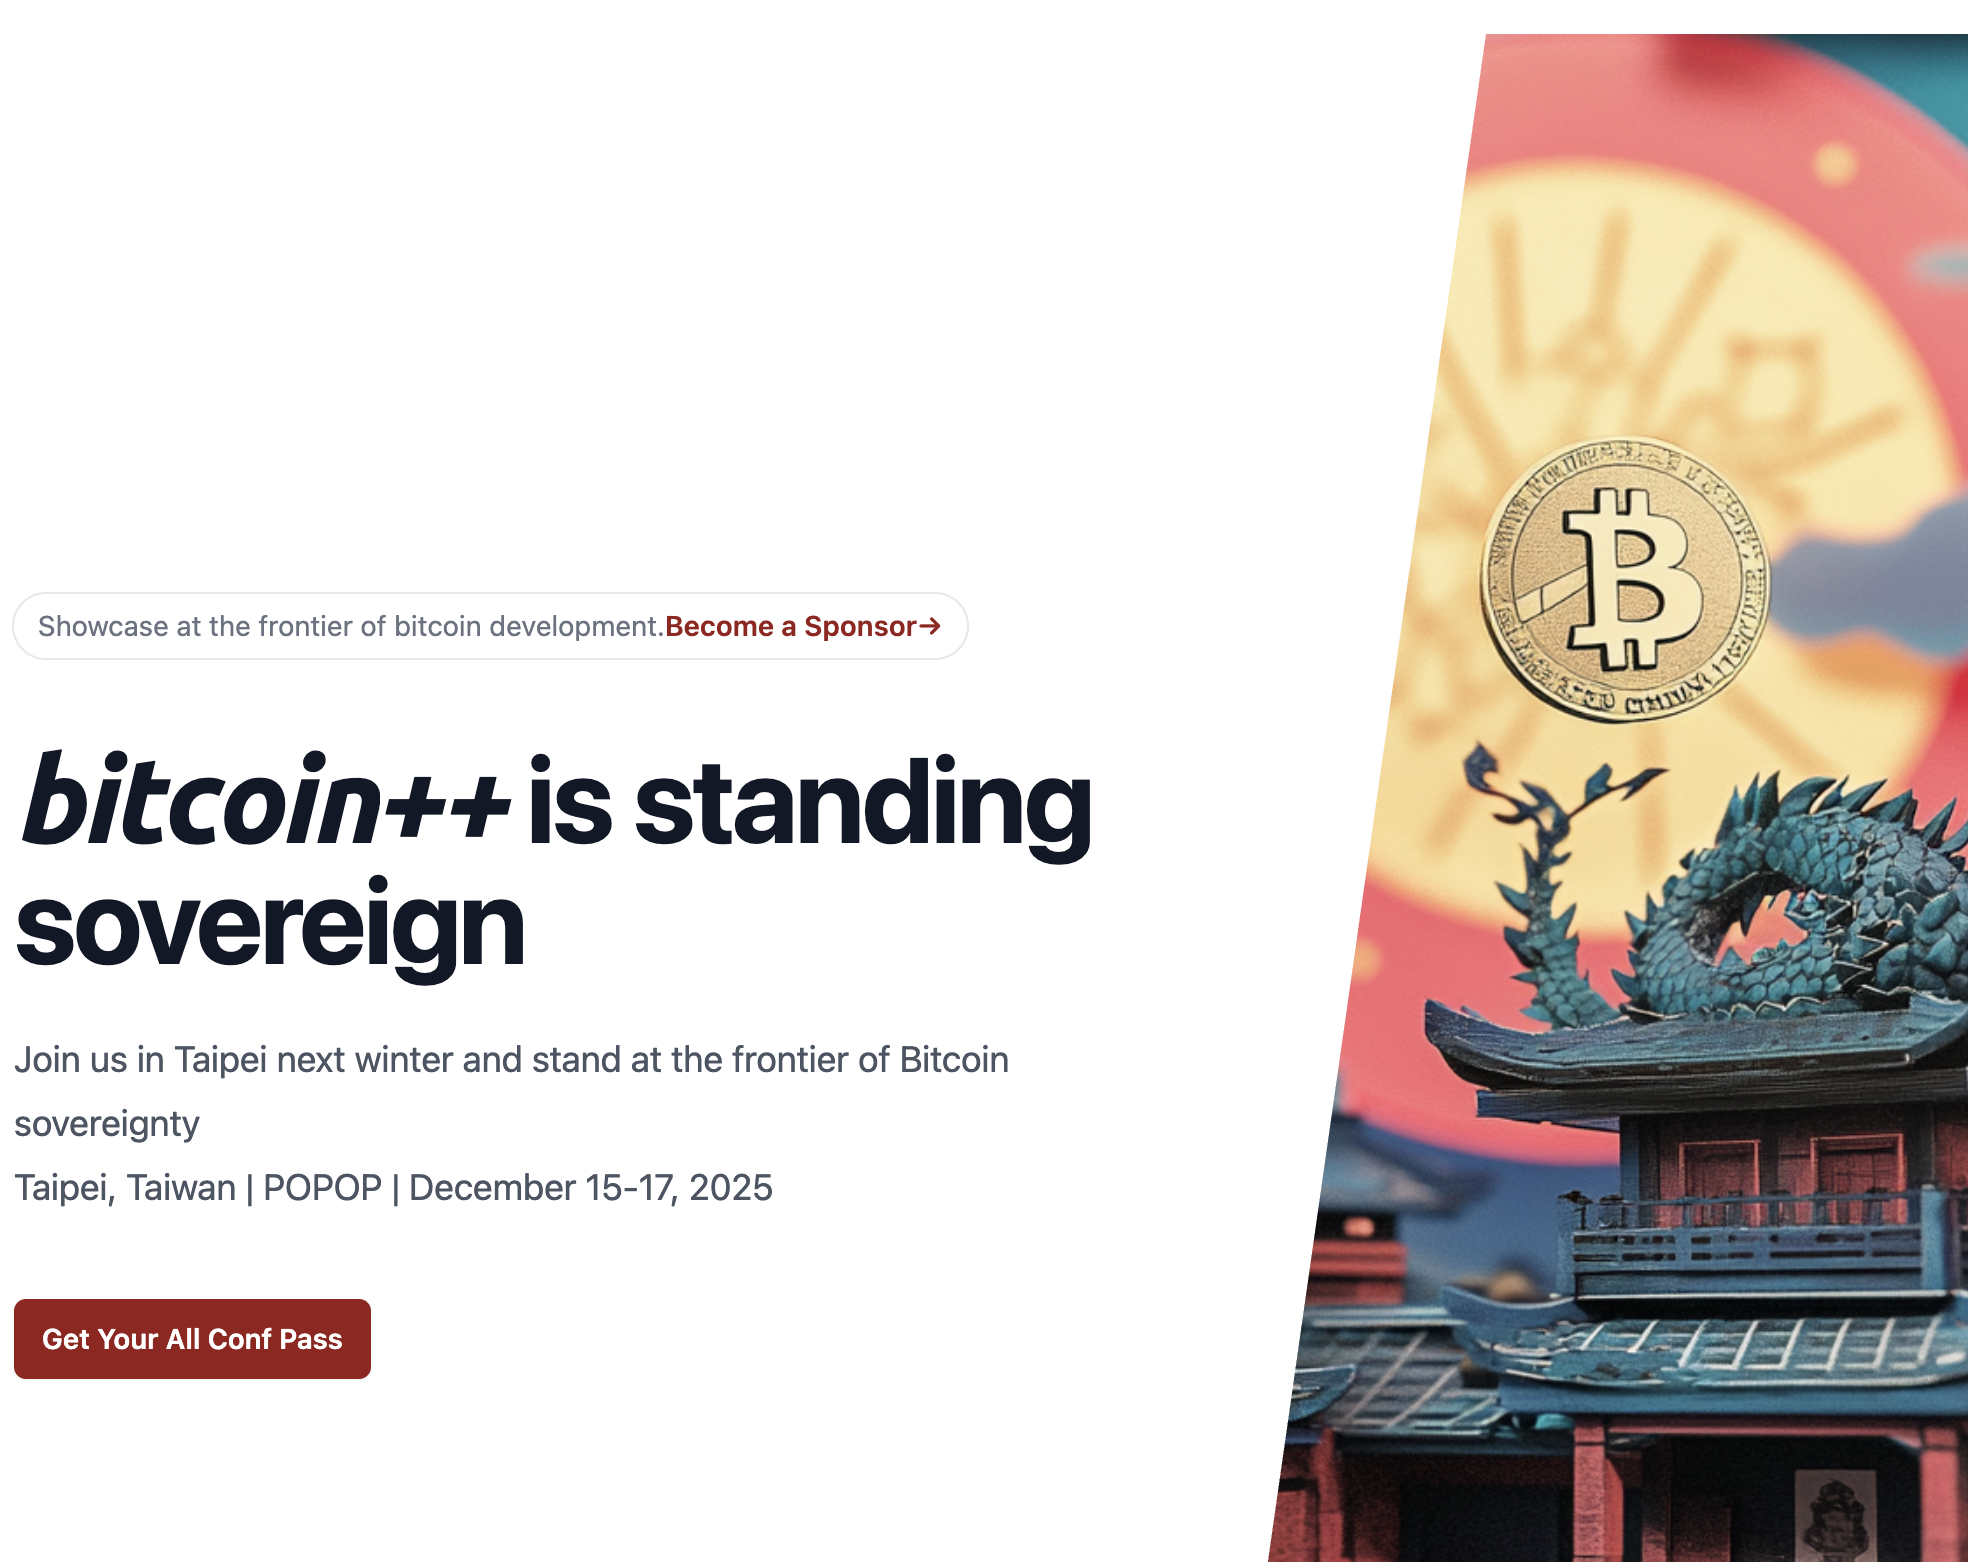 Showcase at the frontier of bitcoin development.Become a Sponsor→
bitcoin++ is standing
sovereign
Join us in Taipei next winter and stand at the frontier of Bitcoin
sovereignty
Taipei, Taiwan | POPOP | December 15-17, 2025
Get Your All Conf Pass